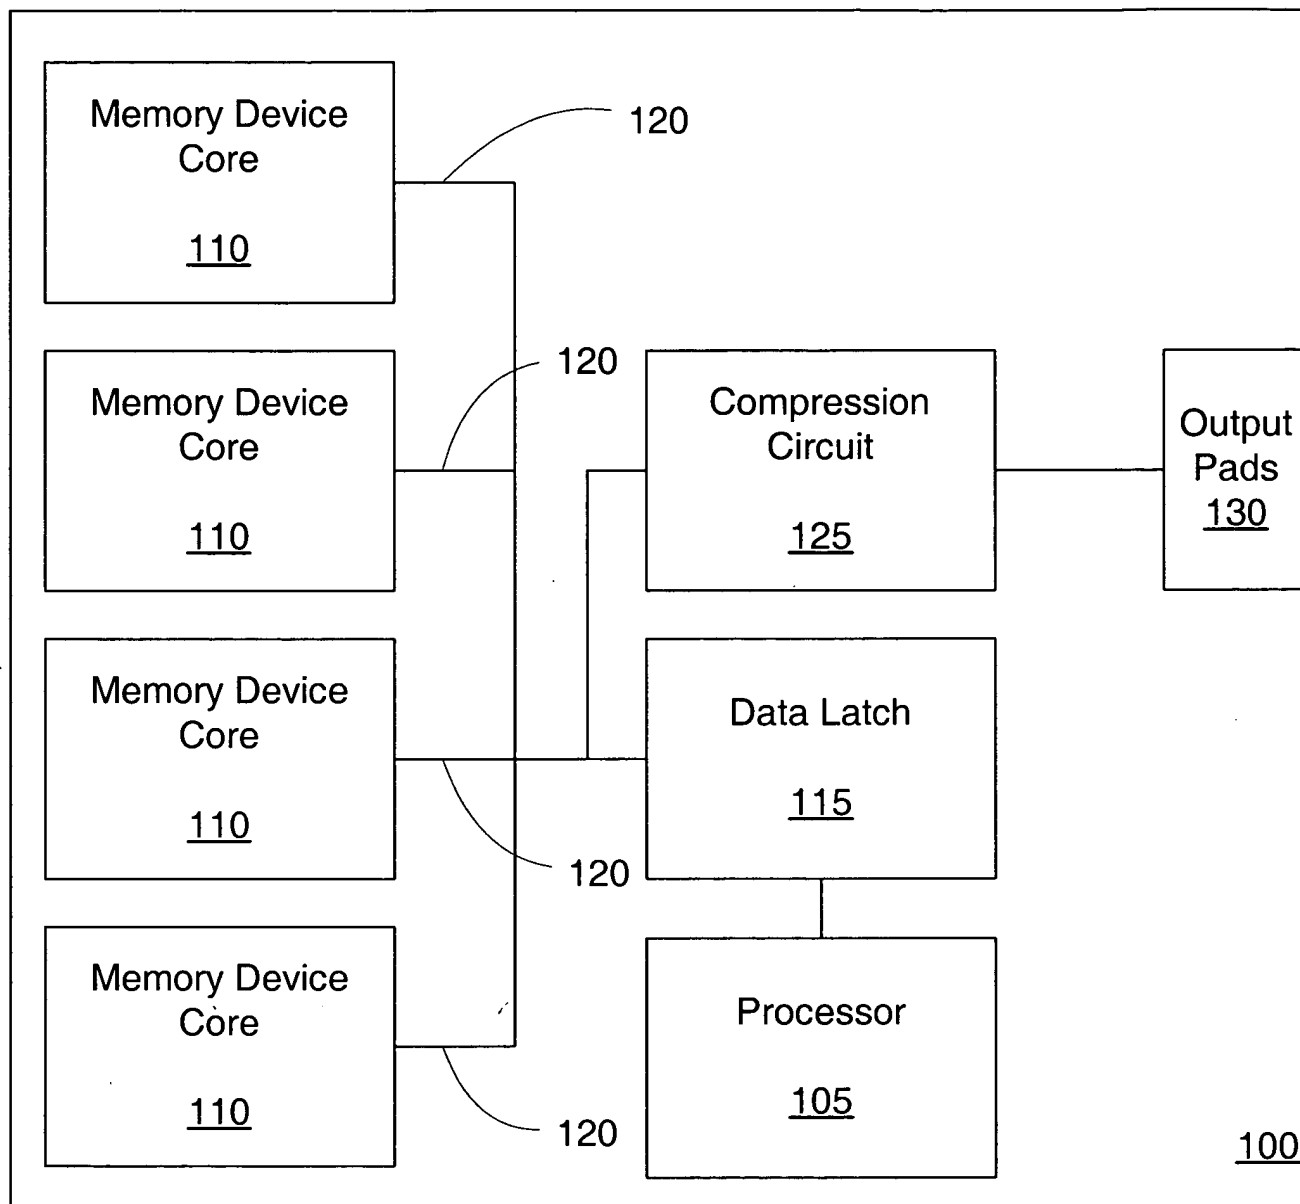 Memory Device
Core
110
120
Memory Device
Core
110
120
Compression
Circuit
125
Output
Pads
130
Memory Device
Core
110
120
Data Latch
115
Memory Device
Core
110
120
Processor
105
100